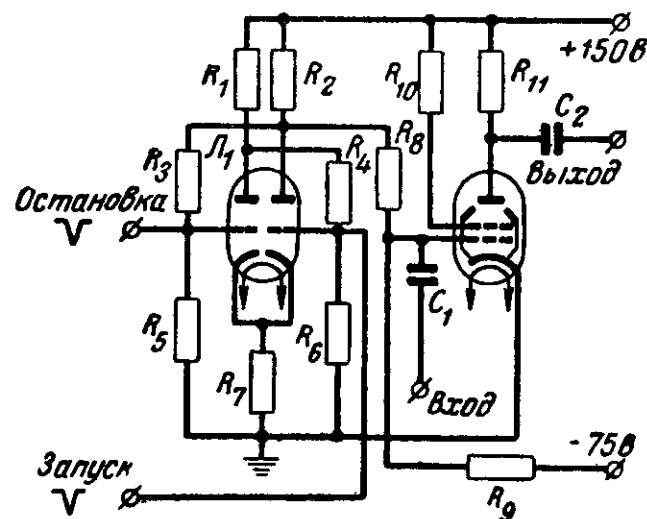 +150в
R1
R2
R10
R11
C2
R3
Л1
R4
R8
Выход
Остановка
C1
R5
R6
R7
Вход
-75в
Запуск
R9